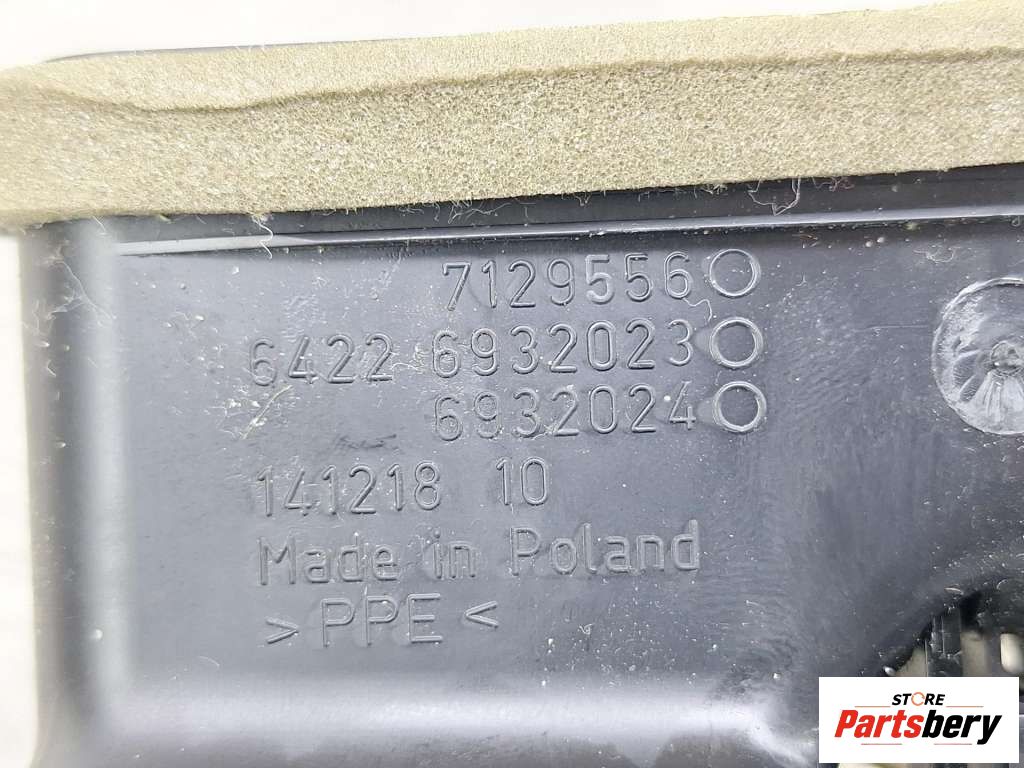 7129556
6422 6932023
6932024
141218 10
Made in Poland
>PPE<
STORE
Partsbery